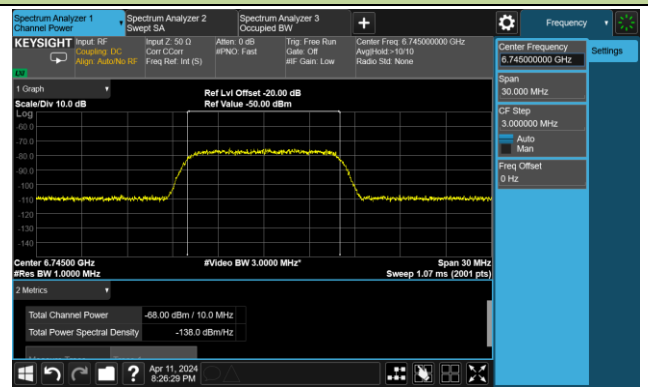 Spectrum Analyzer 1
Channel Power
Spectrum Analyzer 2
Swept SA
Spectrum Analyzer 3
Occupied BW
+
Frequency
KEYSIGHT
Input: RF
Coupling: DC
Align: Auto/No RF
Input Z: 50 Ω
Corr CCorr
Freq Ref: Int (S)
Atten: 0 dB
#PNO: Fast
Trig: Free Run
Gate: Off
#IF Gain: Low
Center Freq: 6.745000000 GHz
Avg|Hold:>10/10
Radio Std: None
Center Frequency
6.745000000 GHz
Settings
Span
30.000 MHz
CF Step
3.000000 MHz
Auto
Man
Freq Offset
0 Hz
1 Graph
Scale/Div 10.0 dB
Ref Lvl Offset -20.00 dB
Ref Value -50.00 dBm
Log
-60.0
-70.0
-80.0
-90.0
-100
-110
-120
-130
-140
Center 6.74500 GHz
#Video BW 3.0000 MHz*
Span 30 MHz
#Res BW 1.0000 MHz
Sweep 1.07 ms (2001 pts)
2 Metrics
Total Channel Power -68.00 dBm / 10.0 MHz
Total Power Spectral Density -138.0 dBm/Hz
?
Apr 11, 2024
8:26:29 PM